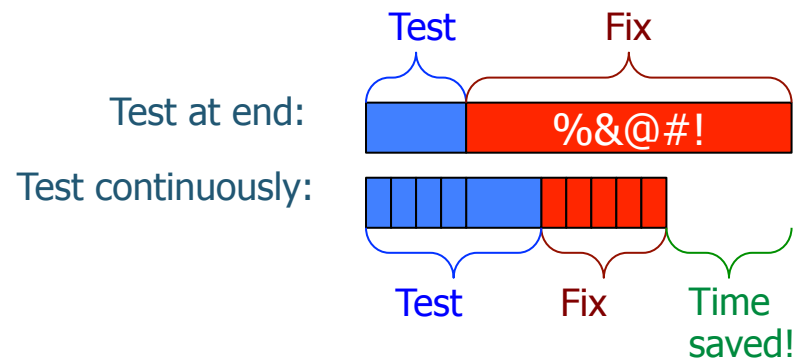 Test Fix
Test at end:
%&@#!
Test continuously:
Test Fix Time
saved!